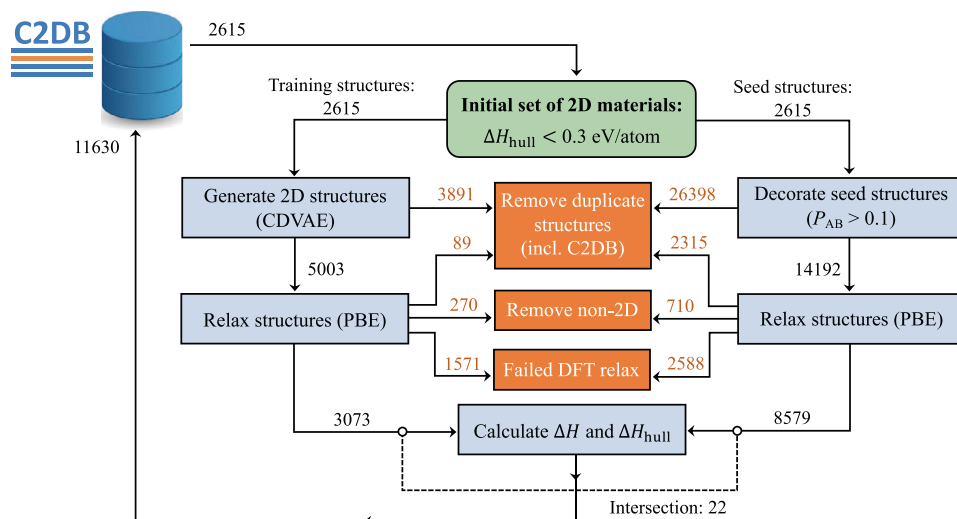 C2DB
2615
Training structures:
2615
Initial set of 2D materials:
ΔH_hull < 0.3 eV/atom
Seed structures:
2615
11630
Generate 2D structures
(CDVAE)
3891
Remove duplicate
structures
(incl. C2DB)
26398
Decorate seed structures
(P_AB > 0.1)
5003
89
2315
14192
Relax structures (PBE)
270
Remove non-2D
710
Relax structures (PBE)
1571
Failed DFT relax
2588
3073
Calculate ΔH and ΔH_hull
8579
Intersection: 22